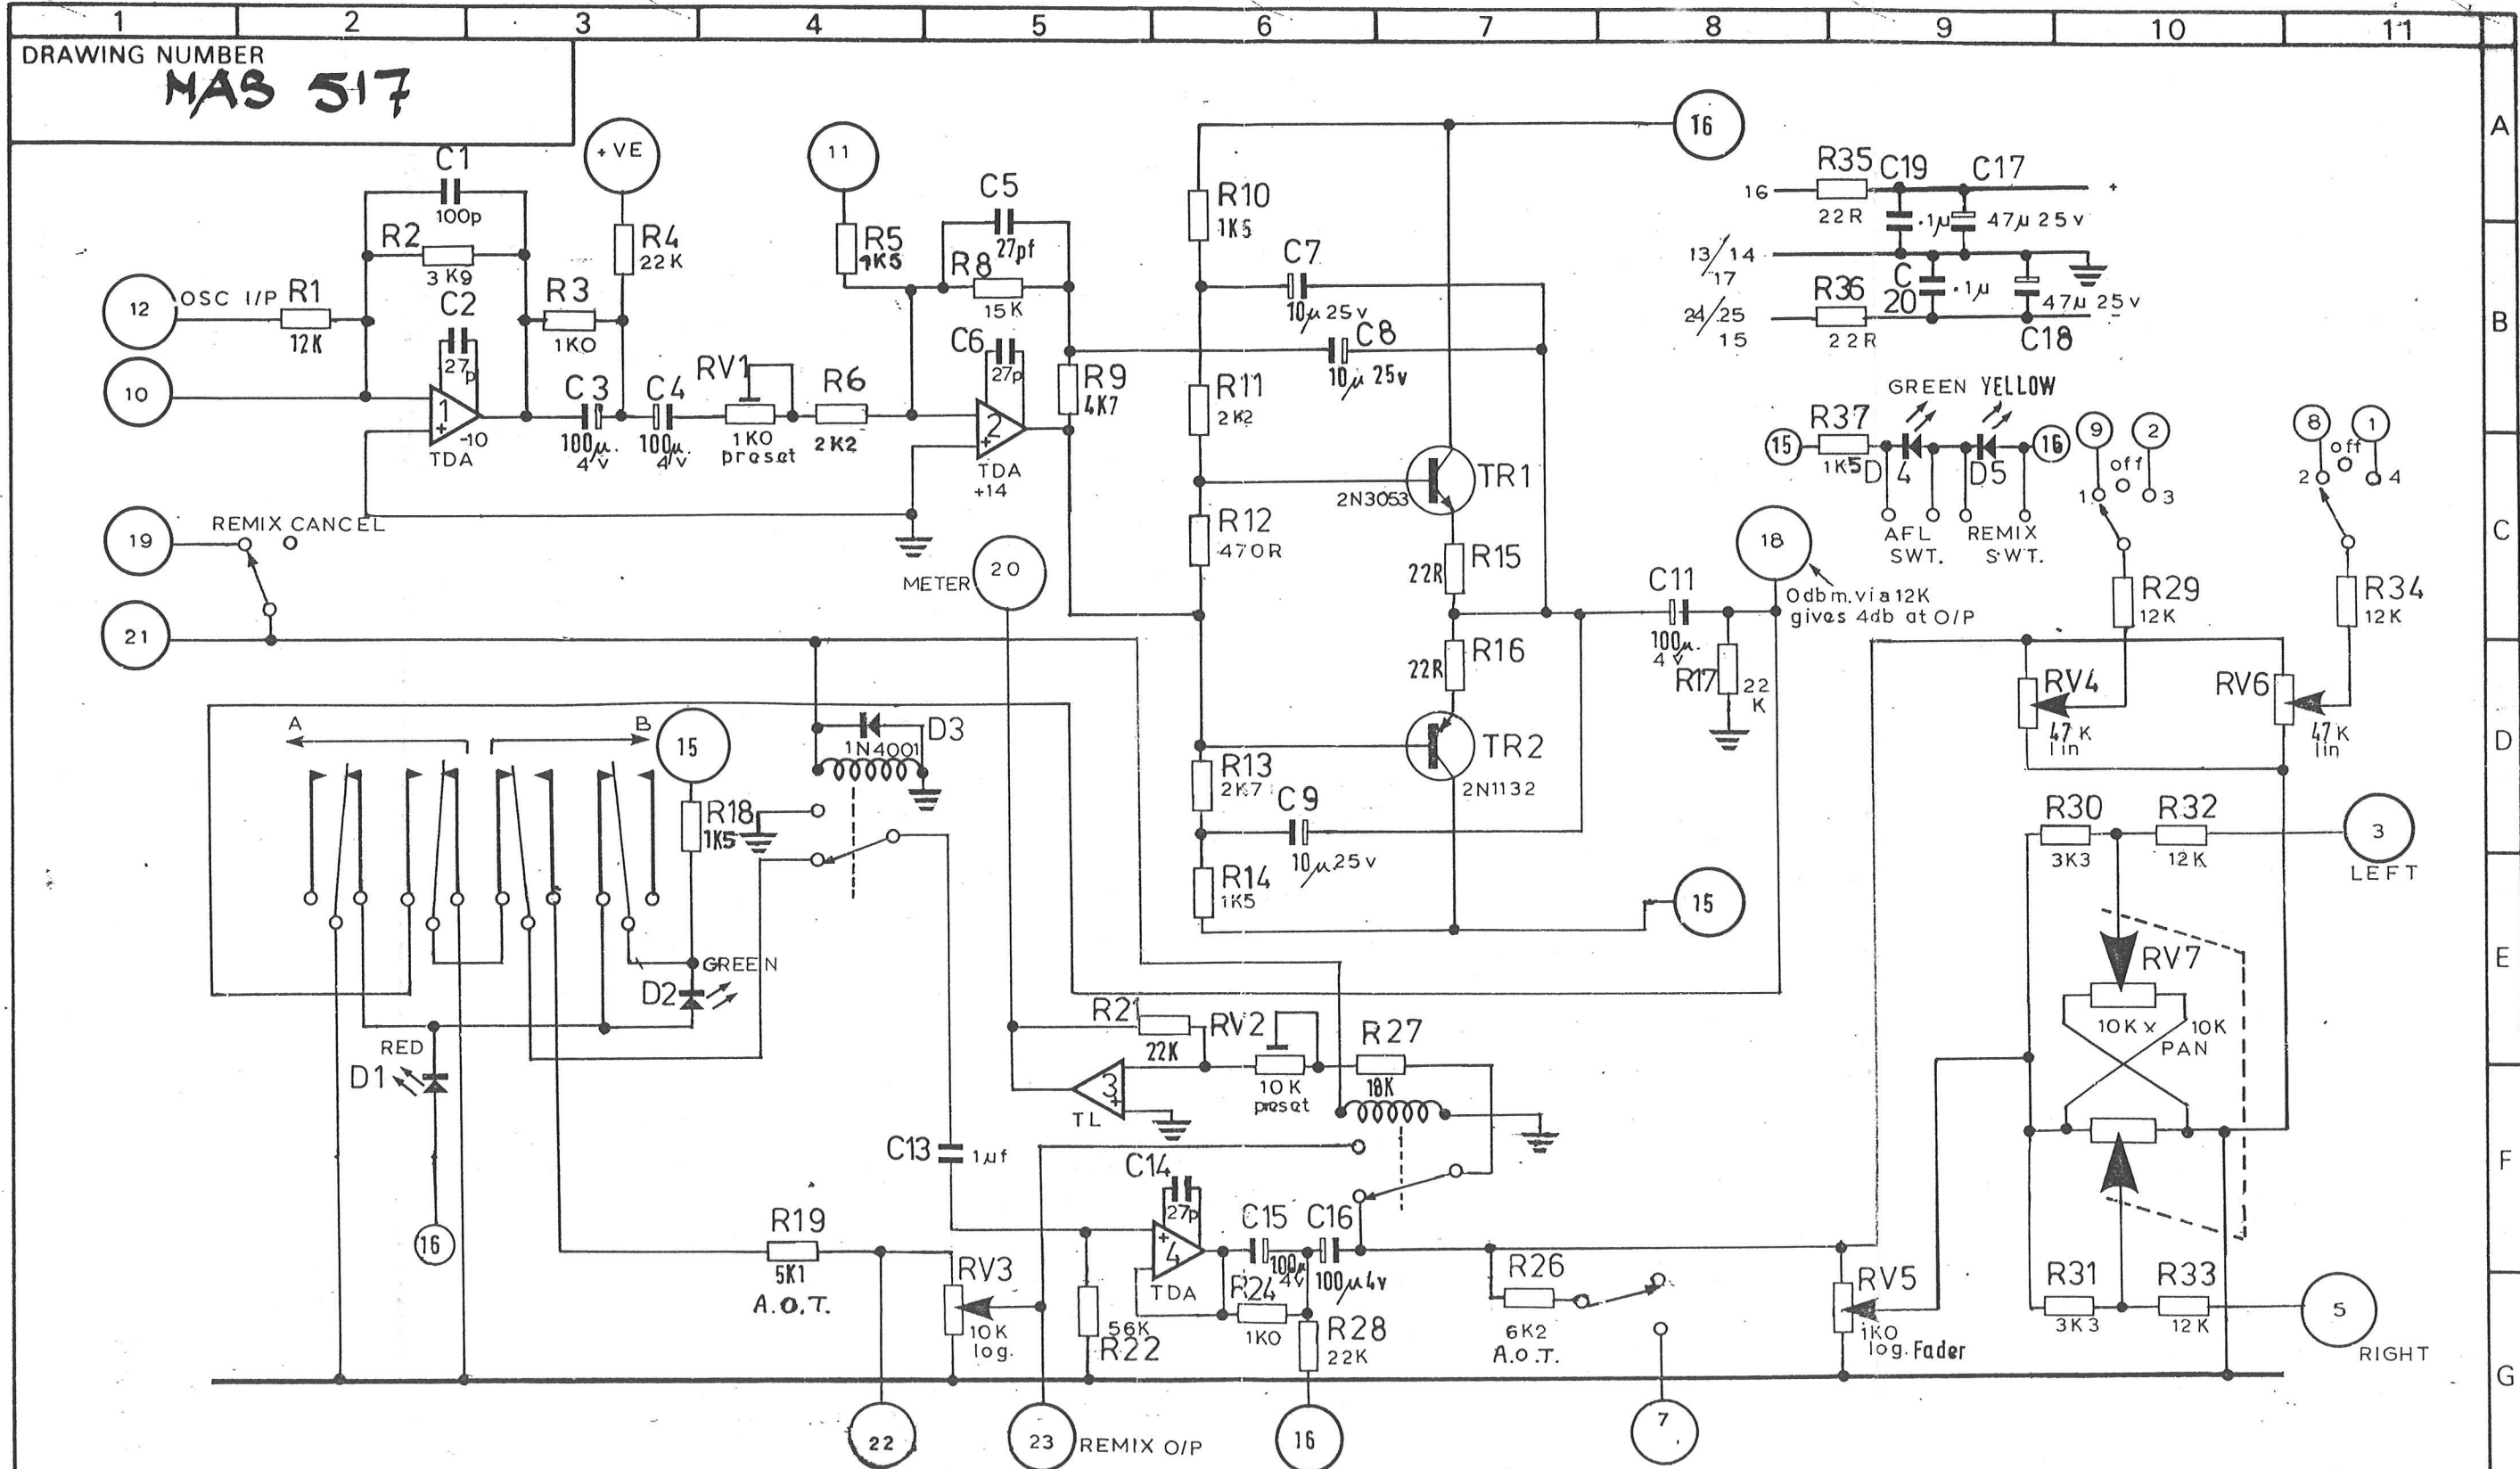 1 2 3 4 5 6 7 8 9 10 11
DRAWING NUMBER
MAS 517
A
B
C
D
E
F
G
C1
100p
R2
3K9
C2
27p
12
OSC I/P
R1
12K
10
1
+
-10
TDA
+VE
R4
22K
R3
1K0
C3
100µ.
4v
C4
100µ.
4v
RV1
1K0
preset
R6
2K2
11
R5
1K5
C5
27pf
R8
15K
C6
27p
2
+
TDA
+14
R9
4K7
16
R10
1K5
C7
10µ 25v
C8
10µ 25v
R11
2K2
R12
470R
TR1
2N3053
R15
22R
R16
22R
TR2
2N1132
R13
2K7
C9
10µ 25v
R14
1K5
15
C11
100µ.
4v
R17
22
K
18
0dbm.via 12K
gives 4db at O/P
16
R35
22R
C19
.1µ
C17
47µ 25v
+
13/14
17
C
20
.1µ
47µ 25v
24/25
15
R36
22R
C18
-
GREEN YELLOW
15
R37
1K5
D4
D5
16
AFL
SWT.
REMIX
SWT.
9
2
off
1
3
8
1
off
2
4
R29
12K
R34
12K
RV4
47K
lin
RV6
47K
lin
19
REMIX CANCEL
21
METER
20
A
B
15
R18
1K5
D3
1N4001
GREEN
D2
RED
D1
16
R21
22K
RV2
10K
preset
R27
18K
3
+
TL
C13
1µf
C14
27p
+
4
TDA
C15
100µ
4v
C16
100µ4v
R24
1K0
R28
22K
R19
5K1
A.O.T.
RV3
10K
log.
56K
R22
R26
6K2
A.O.T.
RV5
1K0
log. Fader
R30
3K3
R32
12K
3
LEFT
RV7
10K x 10K
PAN
R31
3K3
R33
12K
5
RIGHT
22
23
REMIX O/P
16
7